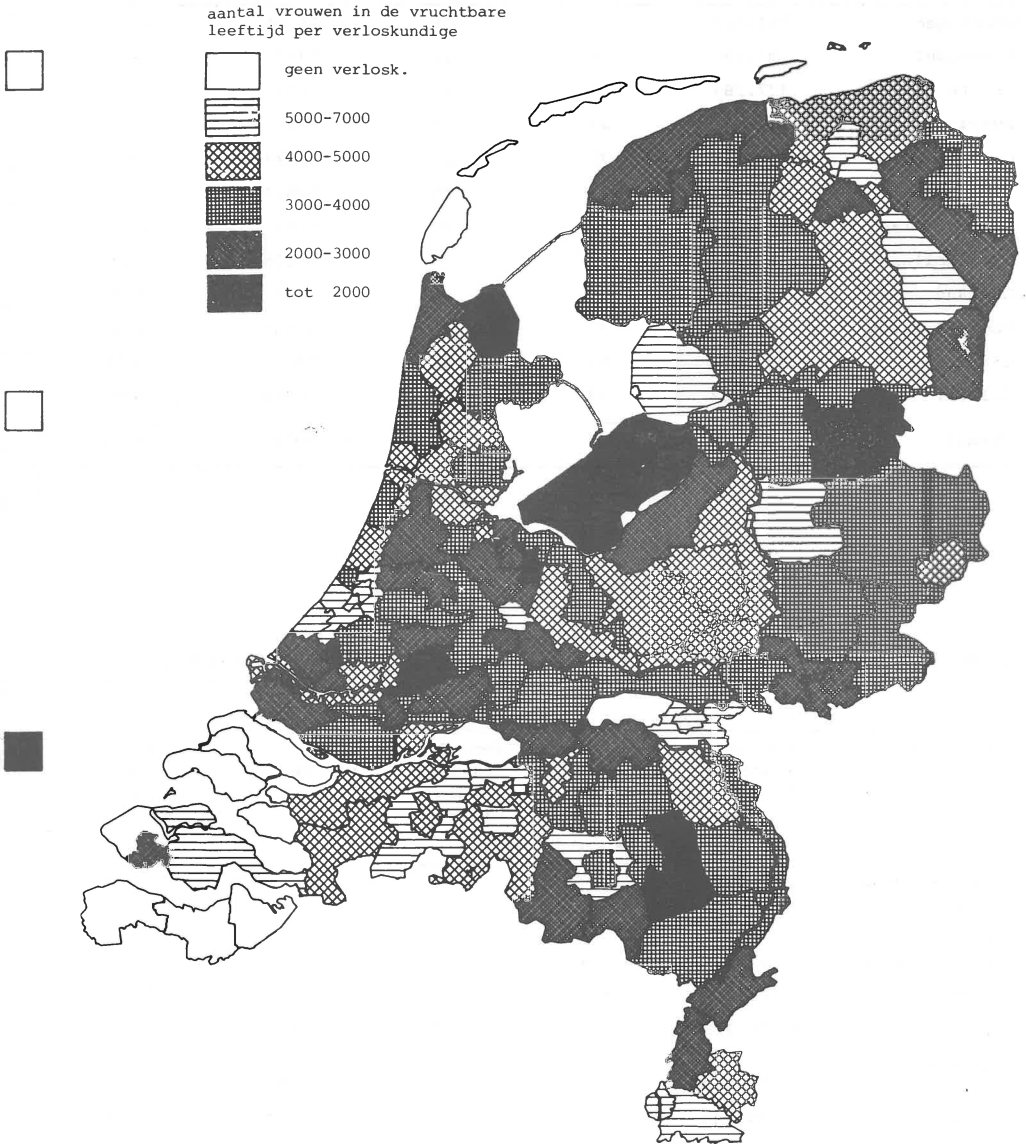 aantal vrouwen in de vruchtbare
leeftijd per verloskundige
geen verlosk.
5000-7000
4000-5000
3000-4000
2000-3000
tot 2000